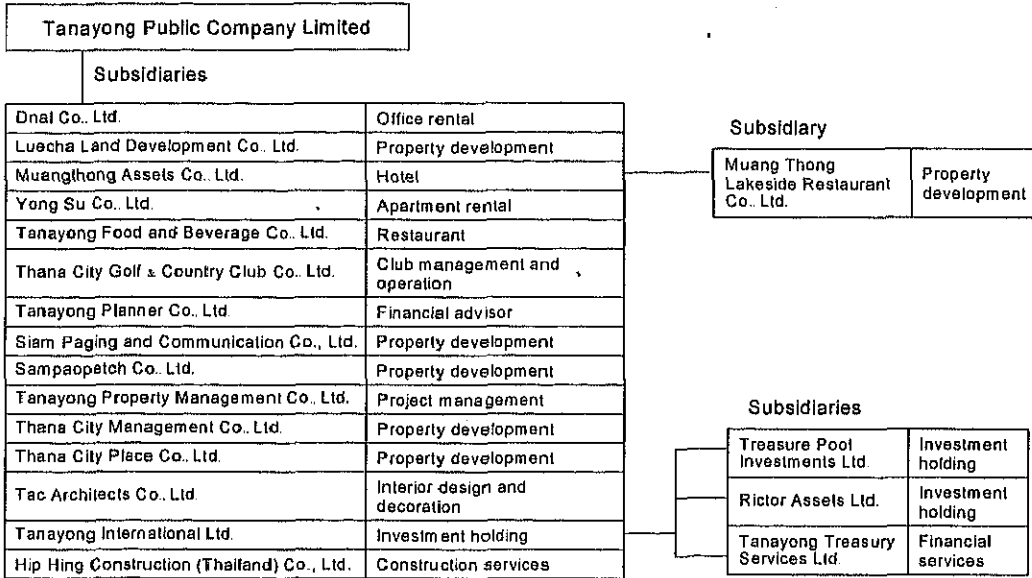 Tanayong Public Company Limited
Subsidiaries
Dnal Co.. Ltd. Office rental
Luecha Land Development Co.. Ltd. Property development
Muangthong Assets Co.. Ltd. Hotel
Yong Su Co.. Ltd. Apartment rental
Tanayong Food and Beverage Co.. Ltd. Restaurant
Thana City Golf & Country Club Co.. Ltd. Club management and
operation
Tanayong Planner Co., Ltd. Financial advisor
Siam Paging and Communication Co., Ltd. Property development
Sampaopetch Co.. Ltd. Property development
Tanayong Property Management Co., Ltd. Project management
Thana City Management Co.. Ltd. Property development
Thana City Place Co.. Ltd. Property development
Tac Architects Co.. Ltd. Interior design and
decoration
Tanayong International Ltd. Investment holding
Hip Hing Construction (Thailand) Co., Ltd. Construction services
Subsidiary
Muang Thong
Lakeside Restaurant
Co.. Ltd.
Property
development
Subsidiaries
Treasure Pool
Investments Ltd.
Investment
holding
Rictor Assets Ltd.
Investment
holding
Tanayong Treasury
Services Ltd.
Financial
services